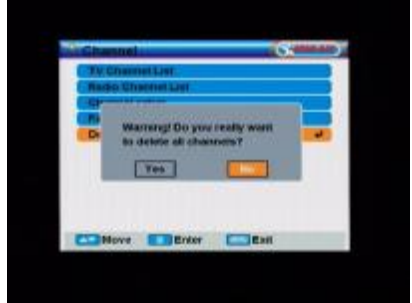 Channel
TV Channel List
Radio Channel List
Warning! Do you really want
to delete all channels?
Yes
No
Move
Enter
Exit